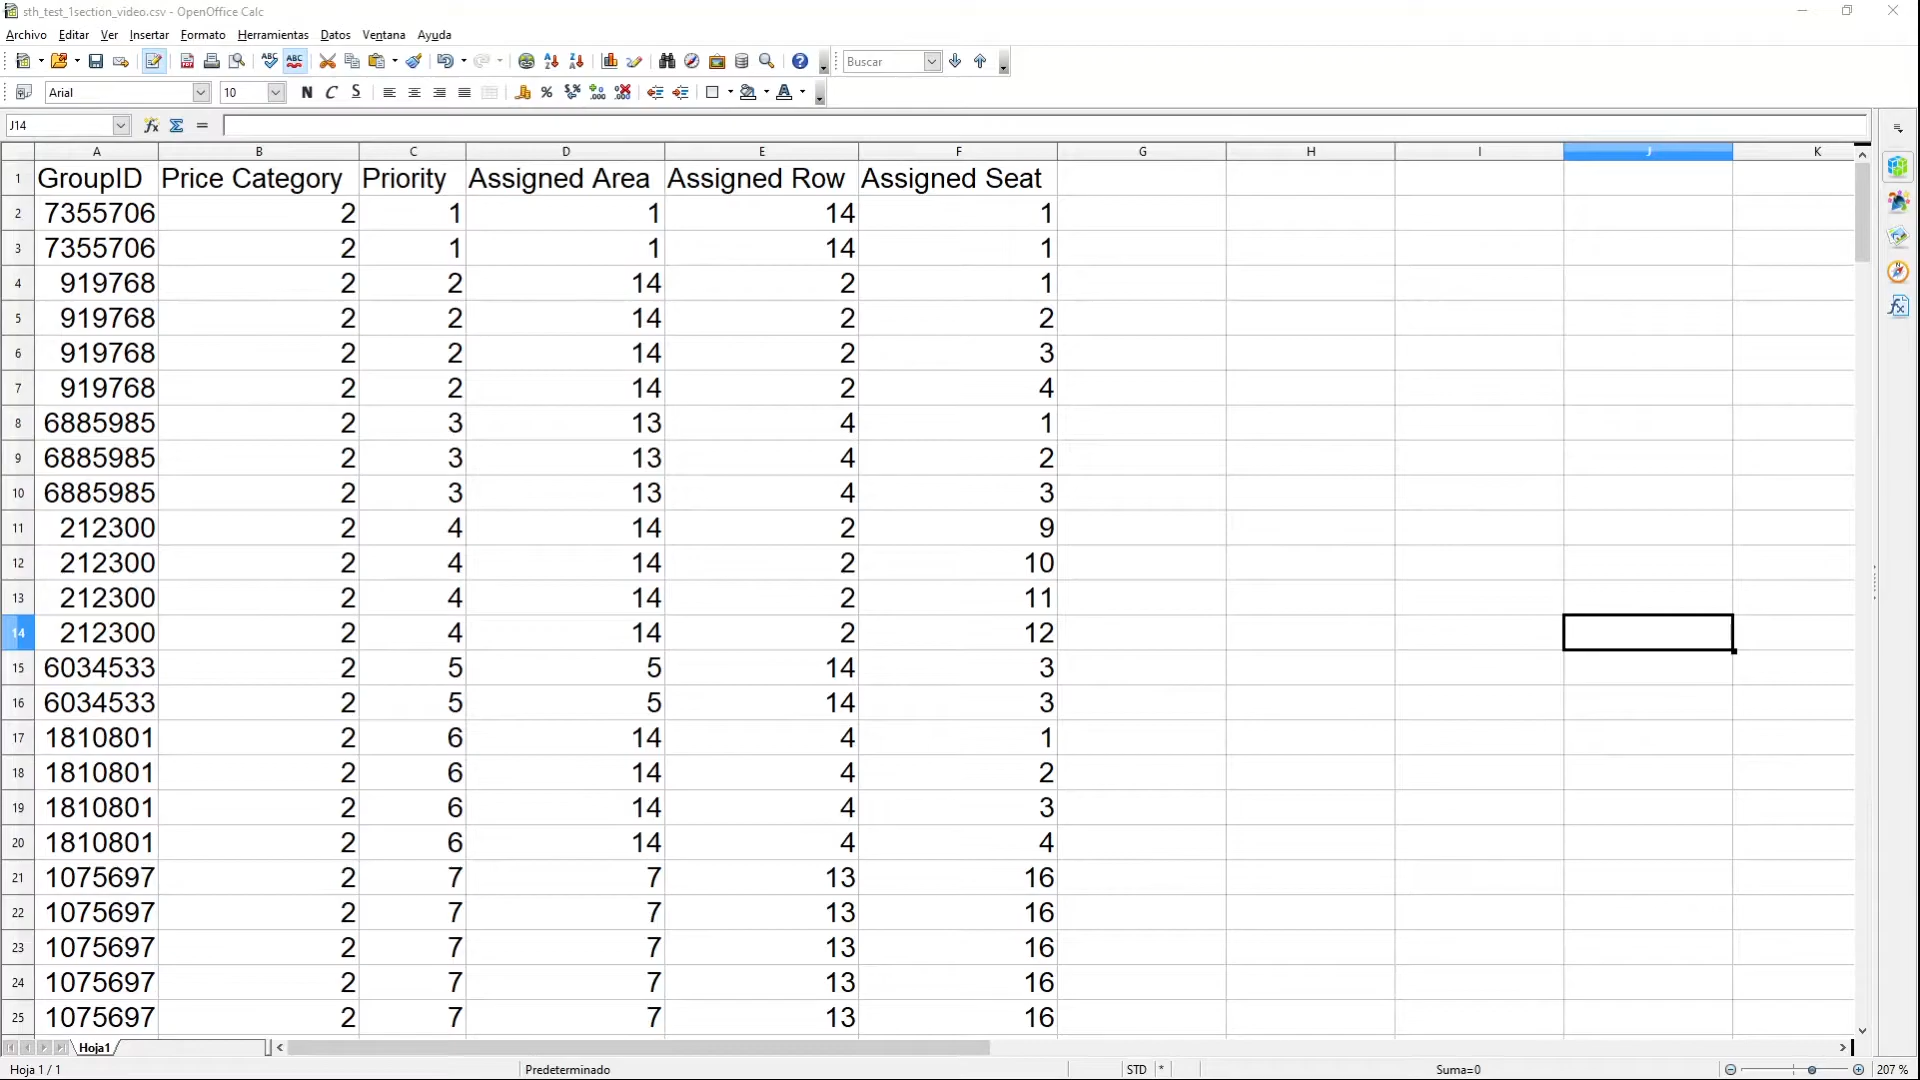 sth_test_1section_video.csv - OpenOffice Calc
Archivo Editar Ver Insertar Formato Herramientas Datos Ventana Ayuda
ABC ABC Buscar
Arial 10 N C S
J14
A B C D E F G H I J K
1 GroupID Price Category Priority Assigned Area Assigned Row Assigned Seat
2 7355706 2 1 1 14 1
3 7355706 2 1 1 14 1
4 919768 2 2 14 2 1
5 919768 2 2 14 2 2
6 919768 2 2 14 2 3
7 919768 2 2 14 2 4
8 6885985 2 3 13 4 1
9 6885985 2 3 13 4 2
10 6885985 2 3 13 4 3
11 212300 2 4 14 2 9
12 212300 2 4 14 2 10
13 212300 2 4 14 2 11
14 212300 2 4 14 2 12
15 6034533 2 5 5 14 3
16 6034533 2 5 5 14 3
17 1810801 2 6 14 4 1
18 1810801 2 6 14 4 2
19 1810801 2 6 14 4 3
20 1810801 2 6 14 4 4
21 1075697 2 7 7 13 16
22 1075697 2 7 7 13 16
23 1075697 2 7 7 13 16
24 1075697 2 7 7 13 16
25 1075697 2 7 7 13 16
Hoja1
Hoja 1 / 1 Predeterminado STD * Suma=0 207 %